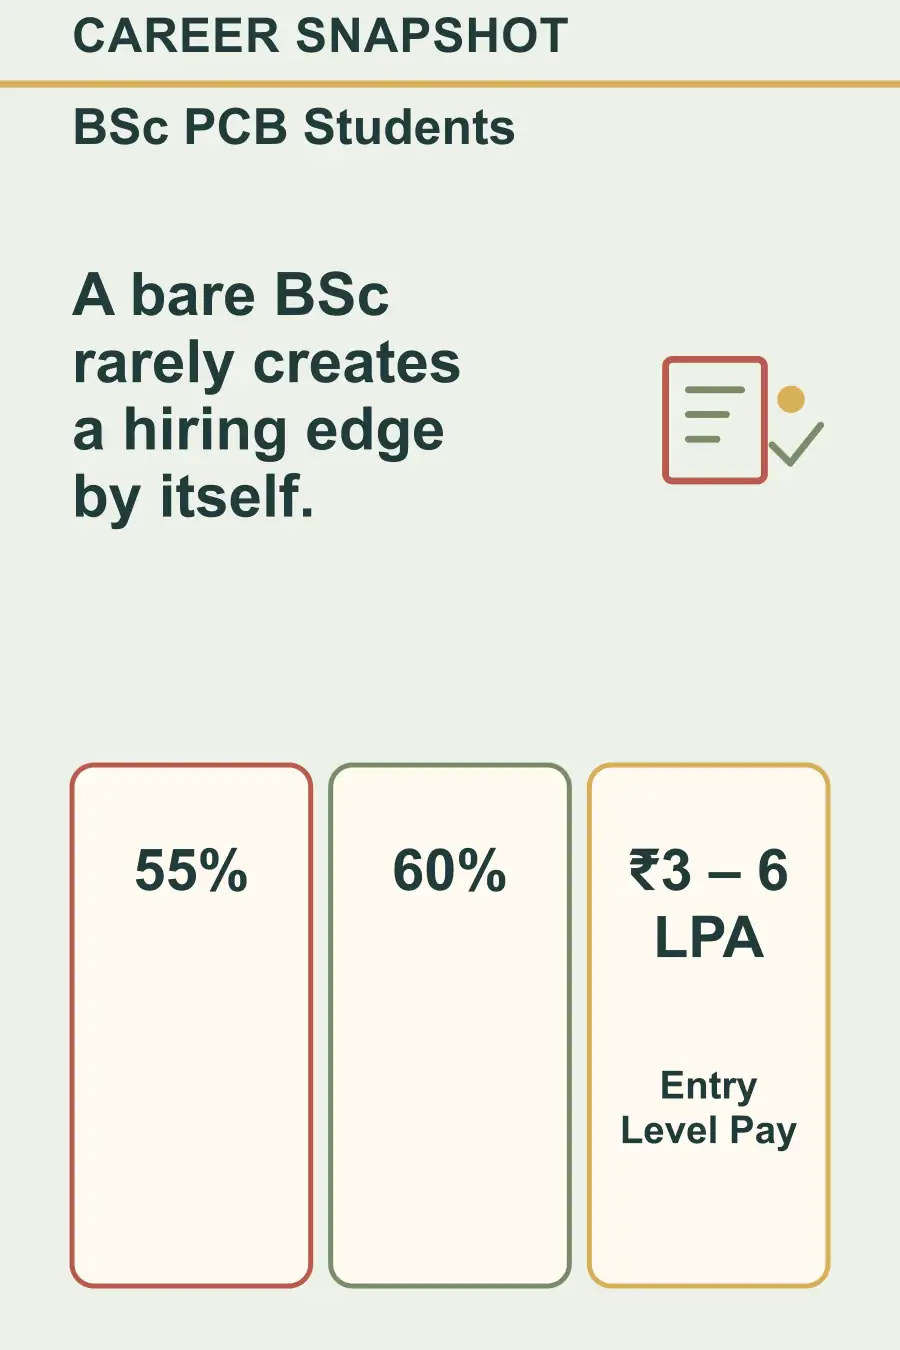 CAREER SNAPSHOT
BSc PCB Students
A bare BSc
rarely creates
a hiring edge
by itself.
55%
60%
₹3 – 6
LPA
Entry
Level Pay